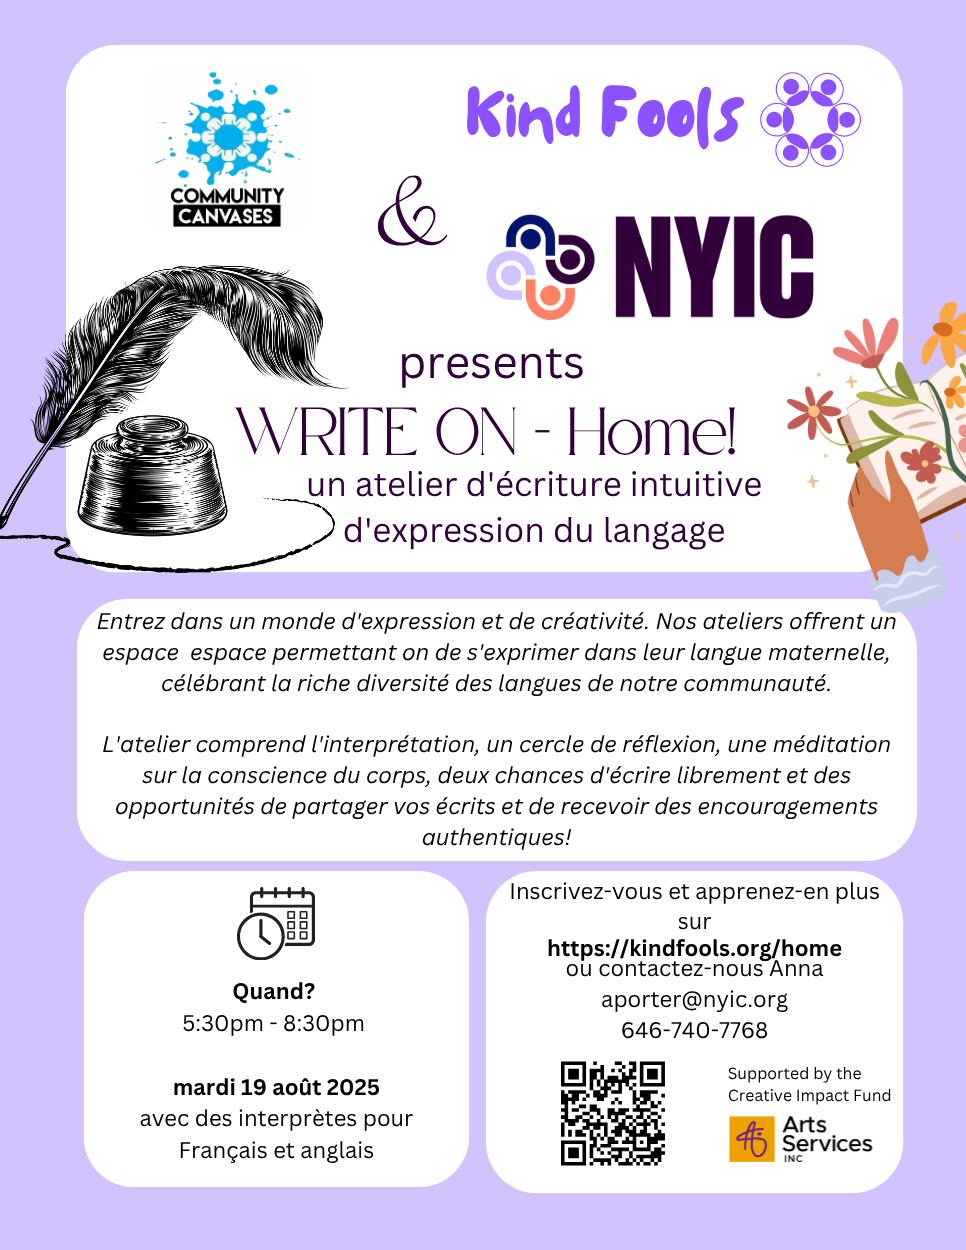 COMMUNITY
CANVASES
Kind Fools
&
NYIC
presents
WRITE ON - Home!
un atelier d'écriture intuitive
d'expression du langage
Entrez dans un monde d'expression et de créativité. Nos ateliers offrent un
espace  espace permettant on de s'exprimer dans leur langue maternelle,
célébrant la riche diversité des langues de notre communauté.
L'atelier comprend l'interprétation, un cercle de réflexion, une méditation
sur la conscience du corps, deux chances d'écrire librement et des
opportunités de partager vos écrits et de recevoir des encouragements
authentiques!
Quand?
5:30pm - 8:30pm
mardi 19 août 2025
avec des interprètes pour
Français et anglais
Inscrivez-vous et apprenez-en plus
sur
https://kindfools.org/home
ou contactez-nous Anna
aporter@nyic.org
646-740-7768
Supported by the
Creative Impact Fund
Arts
Services
INC